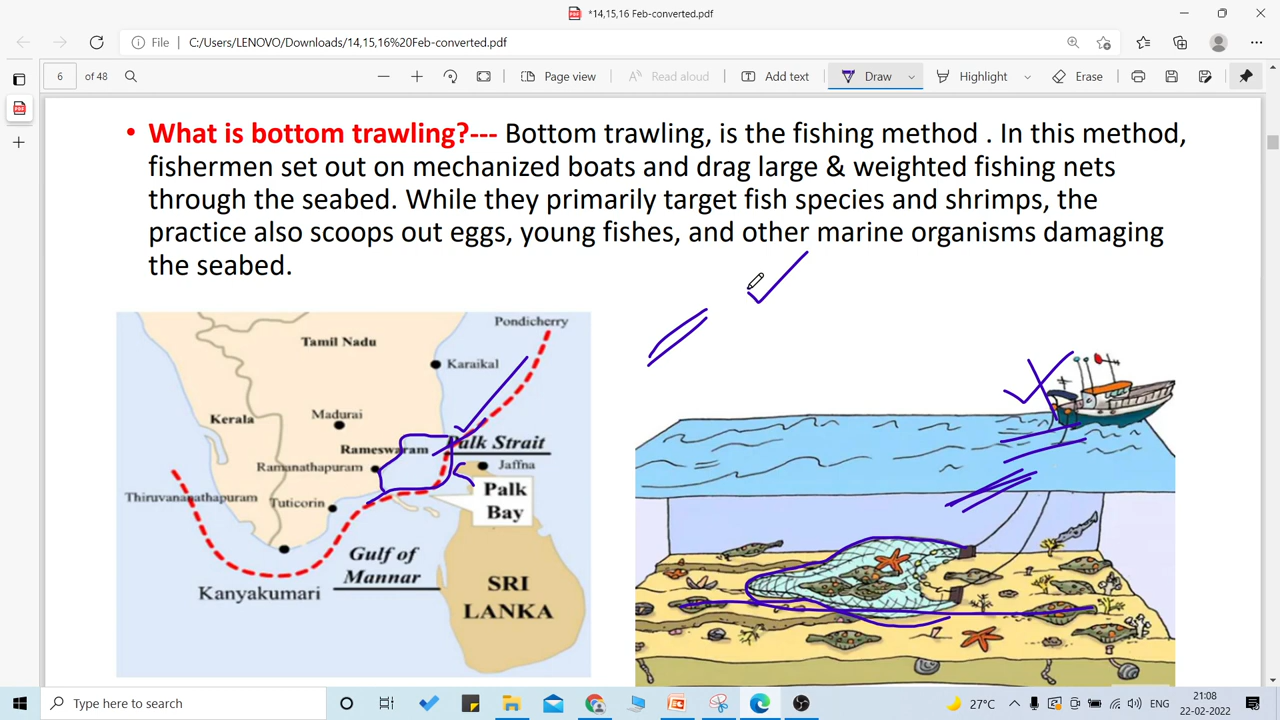 *14,15,16 Feb-converted.pdf
File C:/Users/LENOVO/Downloads/14,15,16%20Feb-converted.pdf
6 of 48 Page view Read aloud Add text Draw Highlight Erase
• What is bottom trawling?--- Bottom trawling, is the fishing method . In this method,
fishermen set out on mechanized boats and drag large & weighted fishing nets
through the seabed. While they primarily target fish species and shrimps, the
practice also scoops out eggs, young fishes, and other marine organisms damaging
the seabed.
Pondicherry
Tamil Nadu
Karaikal
Kerala
Madurai
Rameswaram
Palk Strait
Ramanathapuram
Jaffna
Thiruvananathapuram
Tuticorin
Palk
Bay
Gulf of
Mannar
Kanyakumari
SRI
LANKA
Type here to search
27°C
ENG
21:08
22-02-2022